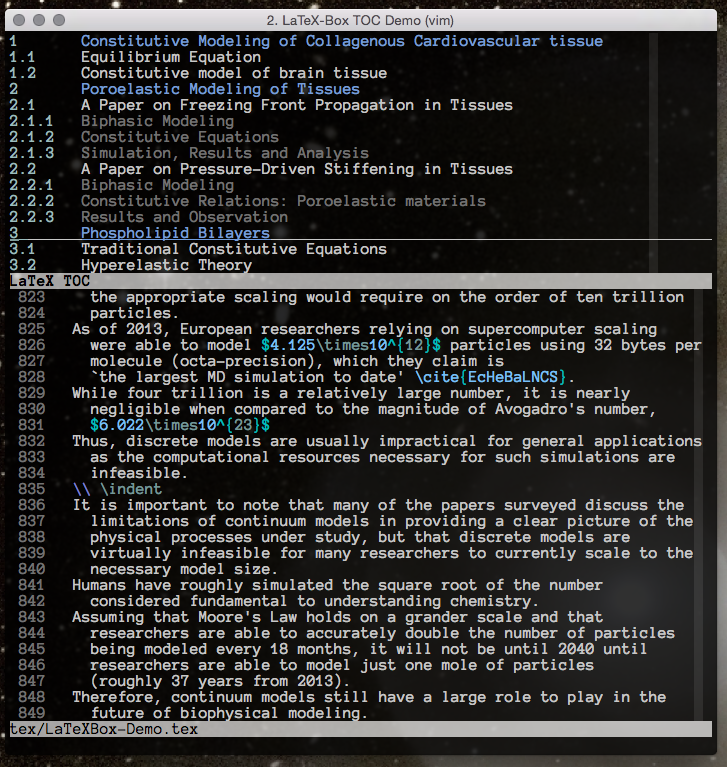 2. LaTeX-Box TOC Demo (vim)
1 Constitutive Modeling of Collagenous Cardiovascular tissue
1.1 Equilibrium Equation
1.2 Constitutive model of brain tissue
2 Poroelastic Modeling of Tissues
2.1 A Paper on Freezing Front Propagation in Tissues
2.1.1 Biphasic Modeling
2.1.2 Constitutive Equations
2.1.3 Simulation, Results and Analysis
2.2 A Paper on Pressure-Driven Stiffening in Tissues
2.2.1 Biphasic Modeling
2.2.2 Constitutive Relations: Poroelastic materials
2.2.3 Results and Observation
3 Phospholipid Bilayers
3.1 Traditional Constitutive Equations
3.2 Hyperelastic Theory
LaTeX TOC
823 the appropriate scaling would require on the order of ten trillion
824 particles.
825 As of 2013, European researchers relying on supercomputer scaling
826 were able to model $4.125\times10^{12}$ particles using 32 bytes per
827 molecule (octa-precision), which they claim is
828 `the largest MD simulation to date' \cite{EcHeBaLNCS}.
829 While four trillion is a relatively large number, it is nearly
830 negligible when compared to the magnitude of Avogadro's number,
831 $6.022\times10^{23}$
832 Thus, discrete models are usually impractical for general applications
833 as the computational resources necessary for such simulations are
834 infeasible.
835 \\ \indent
836 It is important to note that many of the papers surveyed discuss the
837 limitations of continuum models in providing a clear picture of the
838 physical processes under study, but that discrete models are
839 virtually infeasible for many researchers to currently scale to the
840 necessary model size.
841 Humans have roughly simulated the square root of the number
842 considered fundamental to understanding chemistry.
843 Assuming that Moore's Law holds on a grander scale and that
844 researchers are able to accurately double the number of particles
845 being modeled every 18 months, it will not be until 2040 until
846 researchers are able to model just one mole of particles
847 (roughly 37 years from 2013).
848 Therefore, continuum models still have a large role to play in the
849 future of biophysical modeling.
tex/LaTeXBox-Demo.tex